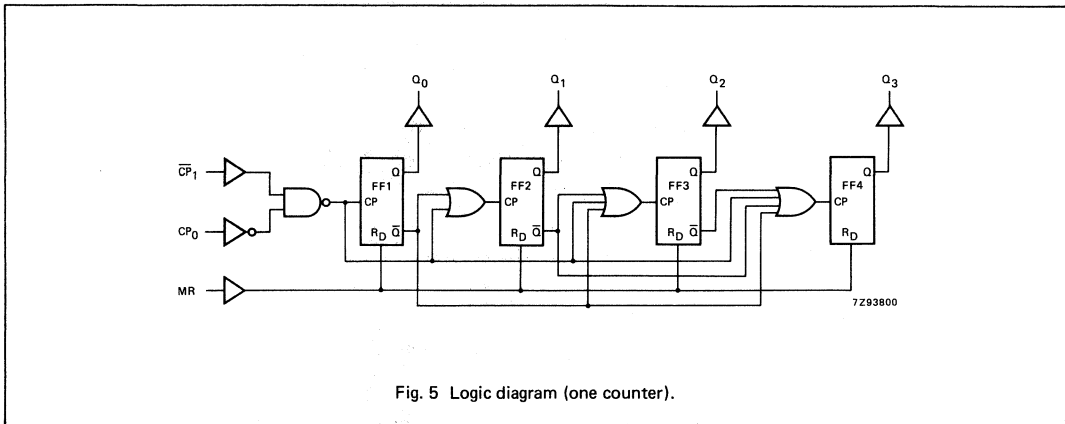 Q0 Q1 Q2 Q3
Q Q Q Q
C̅P̅1
FF1 FF2 FF3 FF4
CP CP CP CP
CP0
RD Q̅ RD Q̅ RD Q̅ RD
MR
7Z93800
Fig. 5 Logic diagram (one counter).